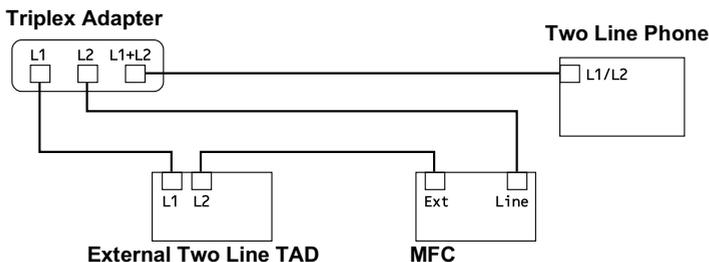 Triplex Adapter
Two Line Phone
L1 L2 L1+L2
L1/L2
L1 L2
Ext Line
External Two Line TAD
MFC